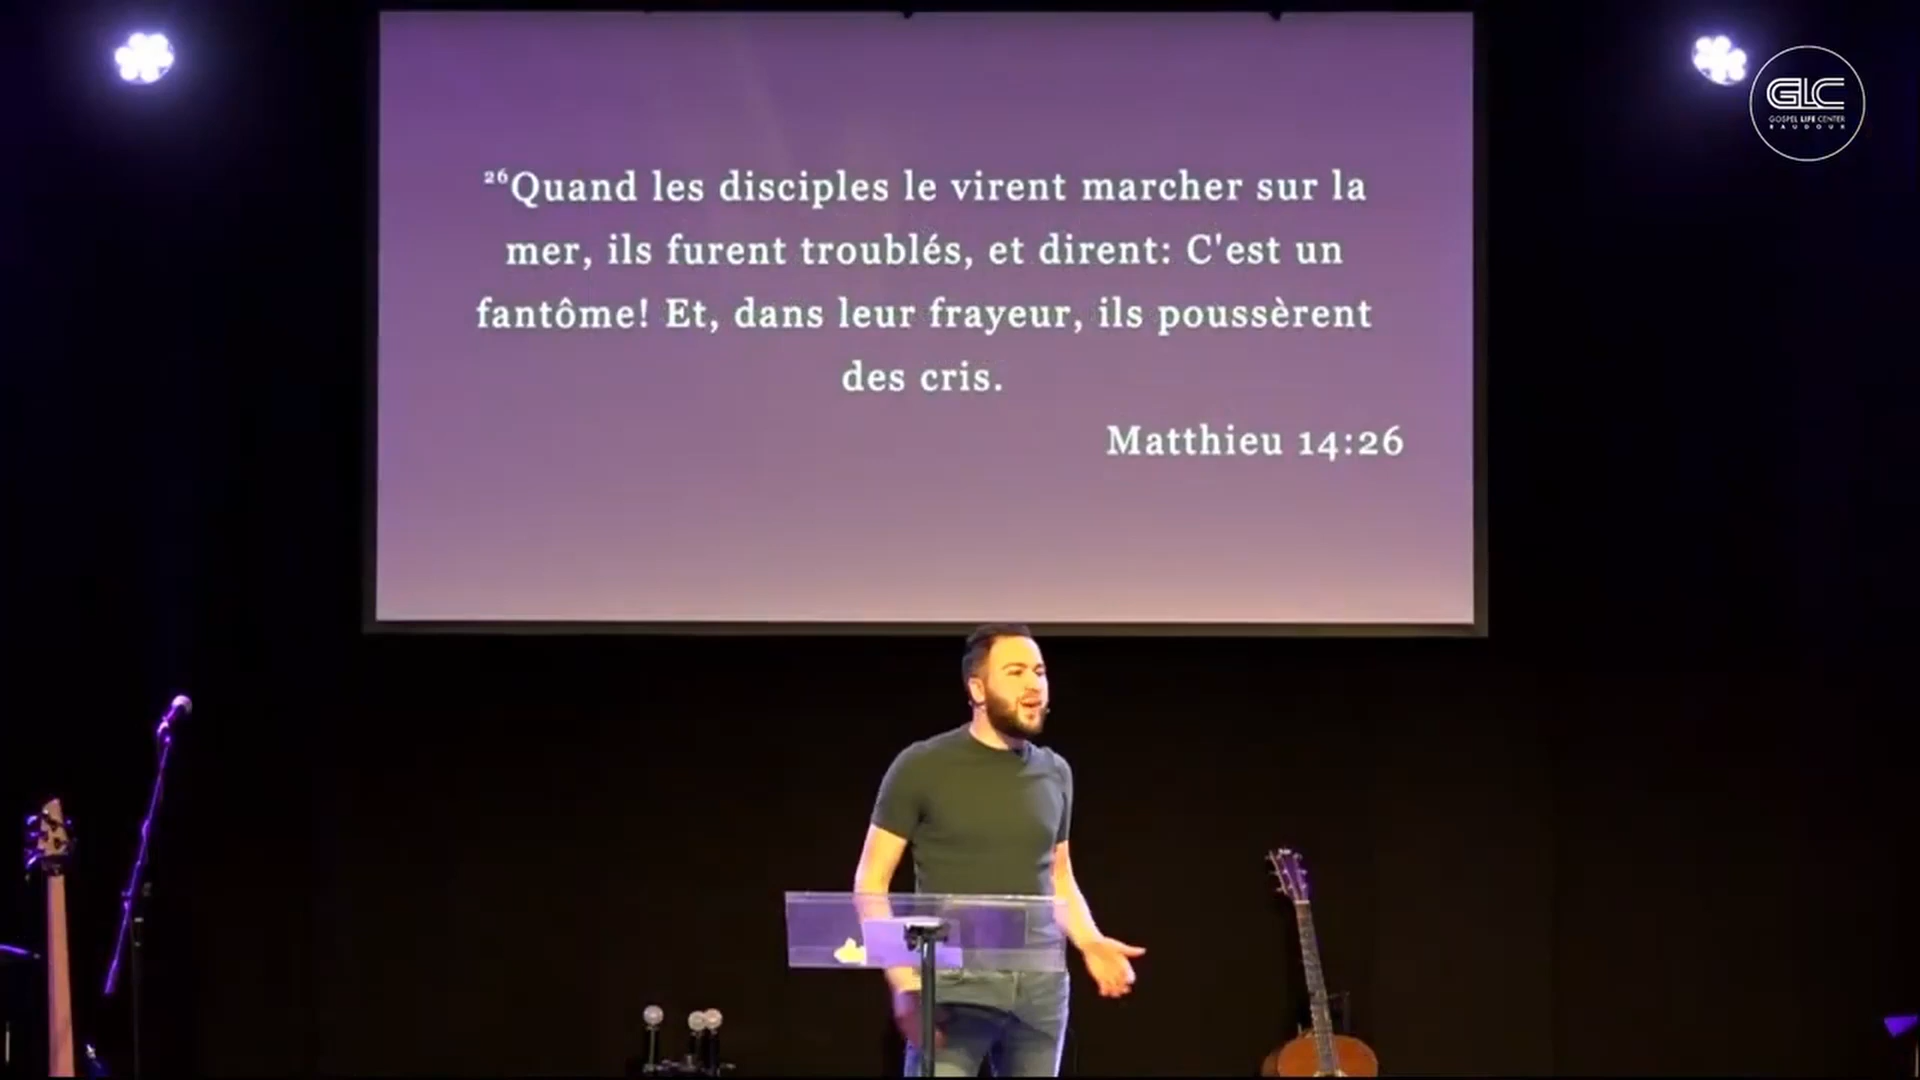 GLC
GOSPEL LIFE CENTER
BAUDOUR
²⁶Quand les disciples le virent marcher sur la
mer, ils furent troublés, et dirent: C'est un
fantôme! Et, dans leur frayeur, ils poussèrent
des cris.
Matthieu 14:26